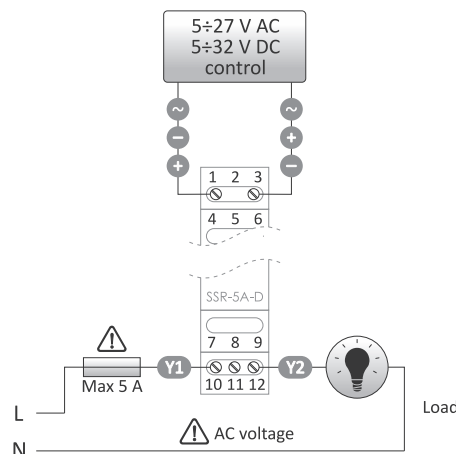 5÷27 V AC
5÷32 V DC
control
~ ~
− +
+ −
1 2 3
4 5 6
SSR-5A-D
7 8 9
Y1 Y2
Max 5 A
10 11 12
L
Load
AC voltage
N